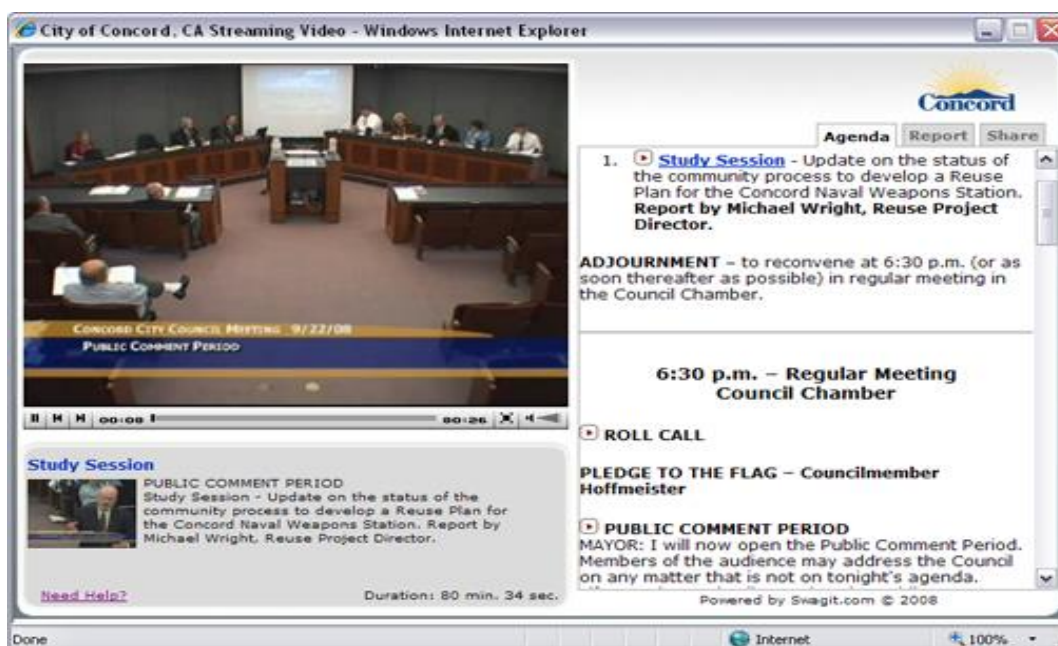 City of Concord, CA Streaming Video - Windows Internet Explorer
Concord
Agenda Report Share
1. Study Session - Update on the status of
the community process to develop a Reuse
Plan for the Concord Naval Weapons Station.
Report by Michael Wright, Reuse Project
Director.
ADJOURNMENT – to reconvene at 6:30 p.m. (or as
soon thereafter as possible) in regular meeting in
the Council Chamber.
6:30 p.m. – Regular Meeting
Council Chamber
ROLL CALL
PLEDGE TO THE FLAG – Councilmember
Hoffmeister
PUBLIC COMMENT PERIOD
MAYOR: I will now open the Public Comment Period.
Members of the audience may address the Council
on any matter that is not on tonight's agenda.
Powered by Swagit.com © 2008
CONCORD CITY COUNCIL MEETING 9/22/08
PUBLIC COMMENT PERIOD
00:00 00:26
Study Session
PUBLIC COMMENT PERIOD
Study Session - Update on the status of the
community process to develop a Reuse Plan for
the Concord Naval Weapons Station. Report by
Michael Wright, Reuse Project Director.
Need Help? Duration: 80 min. 34 sec.
Done Internet 100%